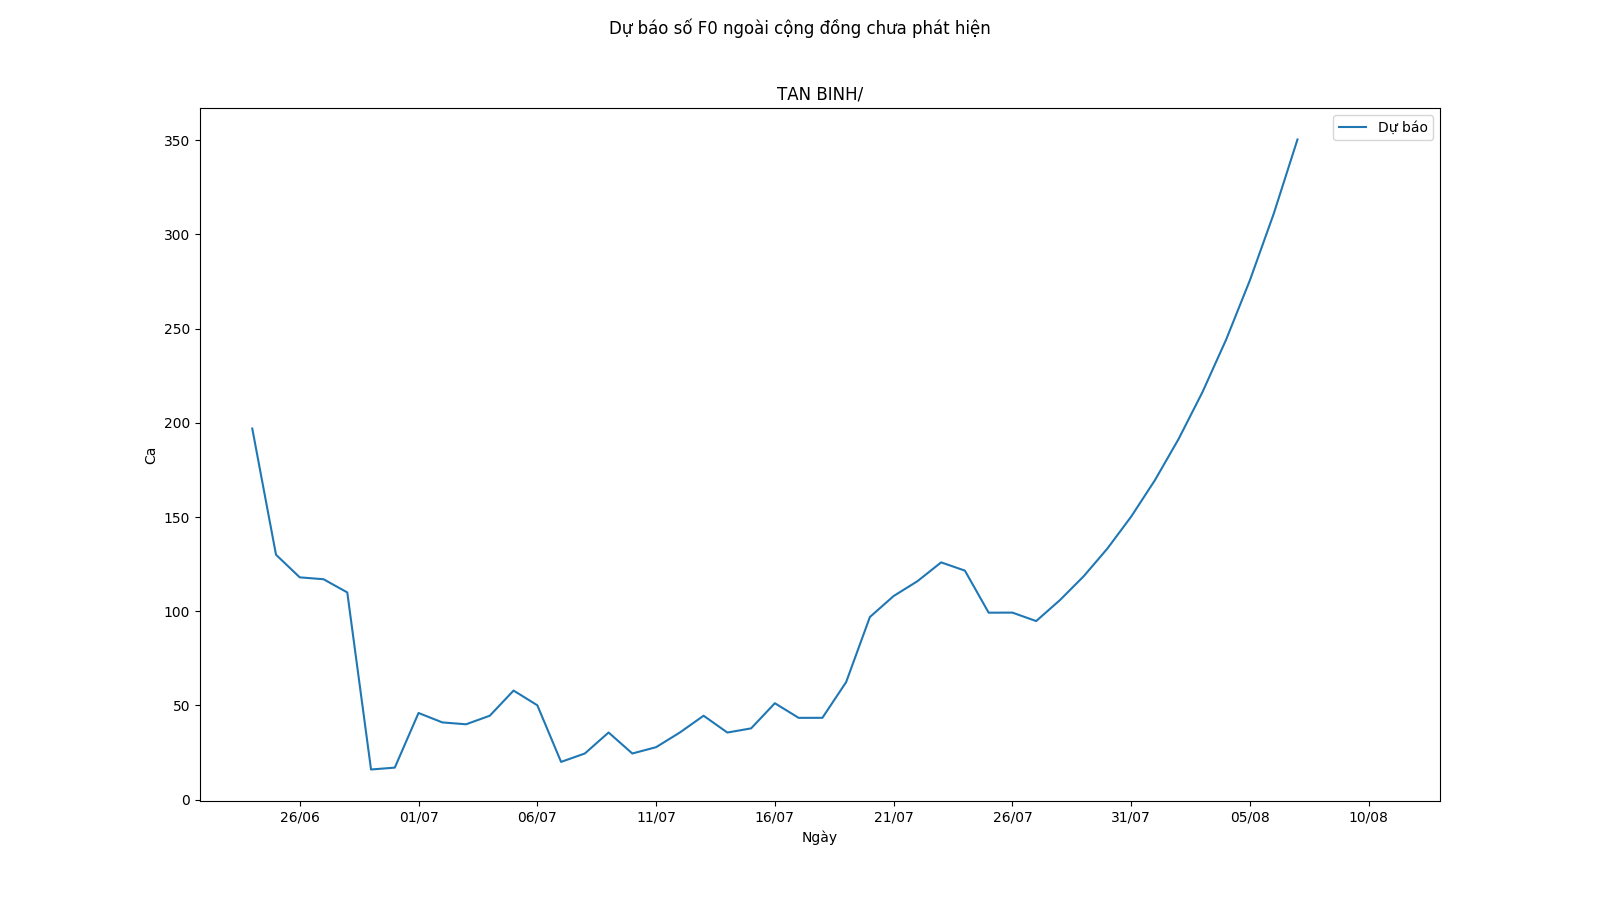 Dự báo số F0 ngoài cộng đồng chưa phát hiện
TAN BINH/
Dự báo
350
300
250
200
150
100
50
0
Ca
26/06 01/07 06/07 11/07 16/07 21/07 26/07 31/07 05/08 10/08
Ngày